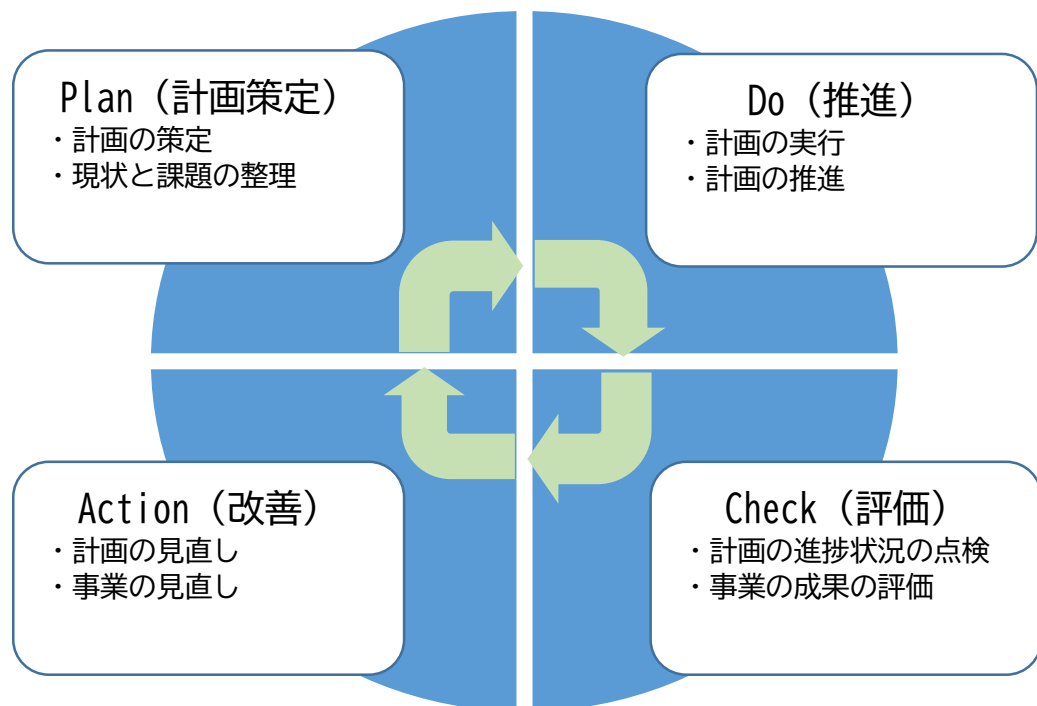 Plan（計画策定）
・計画の策定
・現状と課題の整理
Do（推進）
・計画の実行
・計画の推進
Action（改善）
・計画の見直し
・事業の見直し
Check（評価）
・計画の進捗状況の点検
・事業の成果の評価